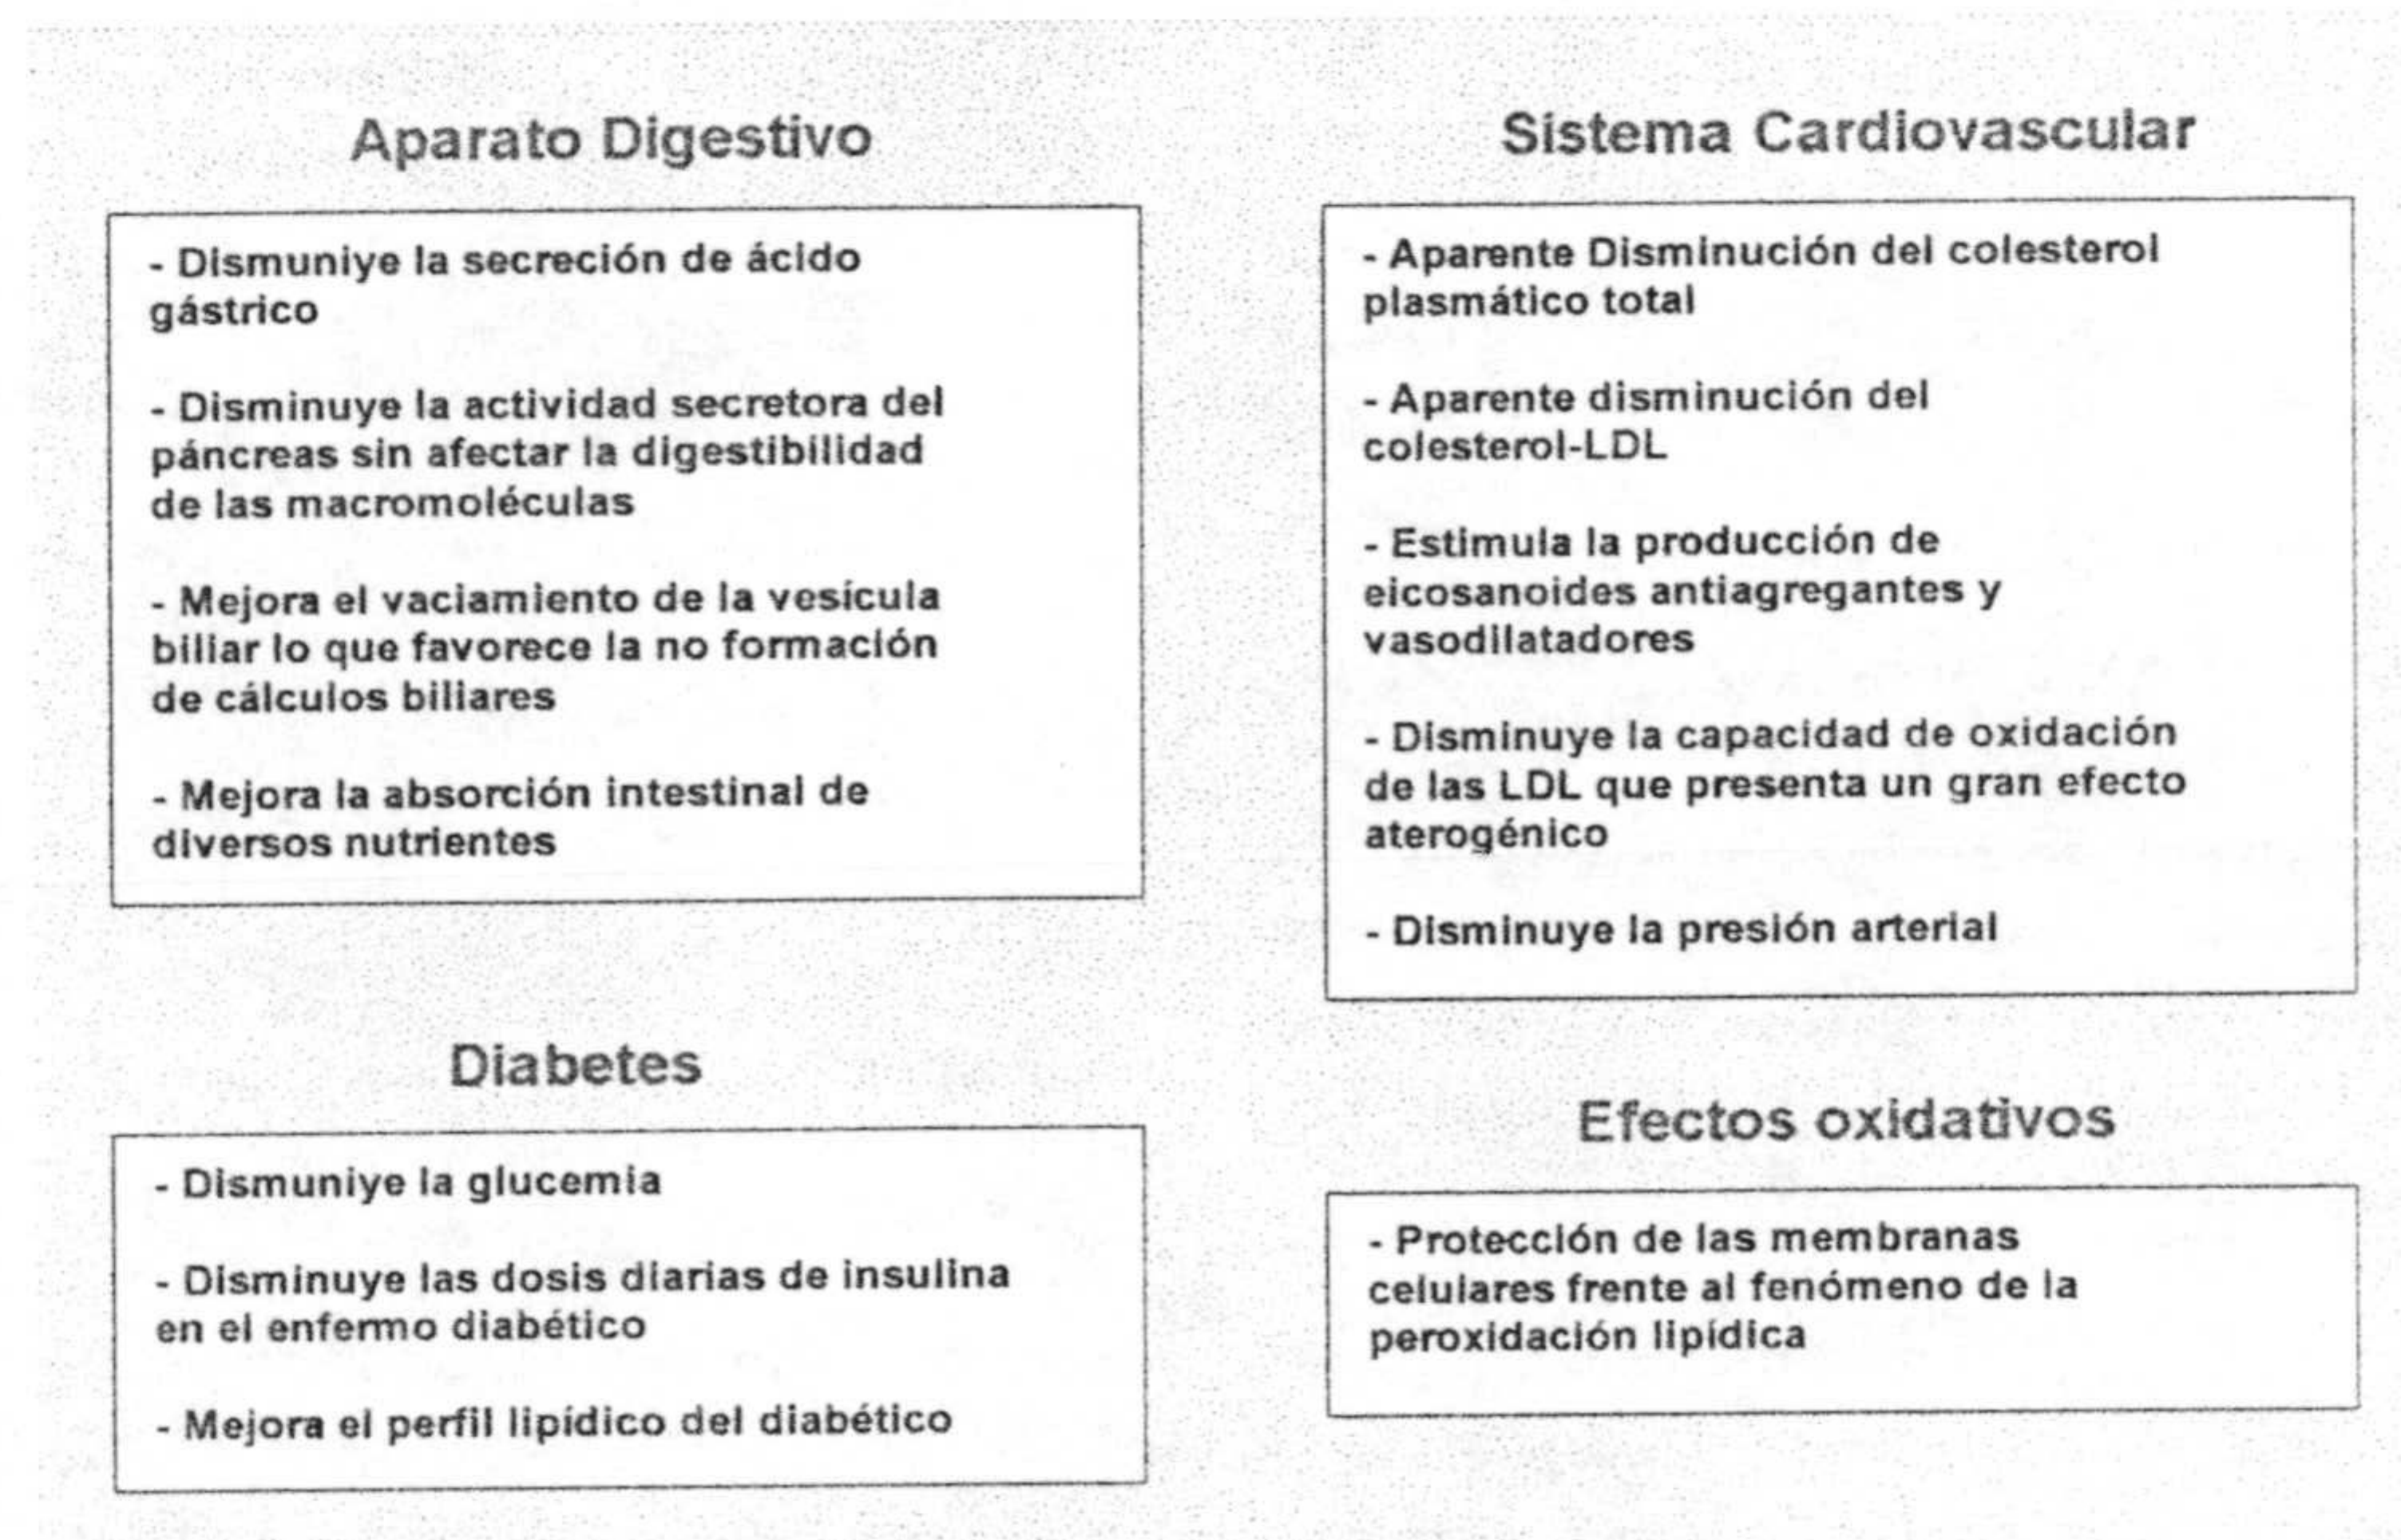 Aparato Digestivo
- Dismuniye la secreción de ácido
gástrico
- Disminuye la actividad secretora del
páncreas sin afectar la digestibilidad
de las macromoléculas
- Mejora el vaciamiento de la vesícula
biliar lo que favorece la no formación
de cálculos biliares
- Mejora la absorción intestinal de
diversos nutrientes
Sistema Cardiovascular
- Aparente Disminución del colesterol
plasmático total
- Aparente disminución del
colesterol-LDL
- Estimula la producción de
eicosanoides antiagregantes y
vasodilatadores
- Disminuye la capacidad de oxidación
de las LDL que presenta un gran efecto
aterogénico
- Disminuye la presión arterial
Diabetes
- Dismuniye la glucemia
- Disminuye las dosis diarias de insulina
en el enfermo diabético
- Mejora el perfil lipídico del diabético
Efectos oxidativos
- Protección de las membranas
celulares frente al fenómeno de la
peroxidación lipídica